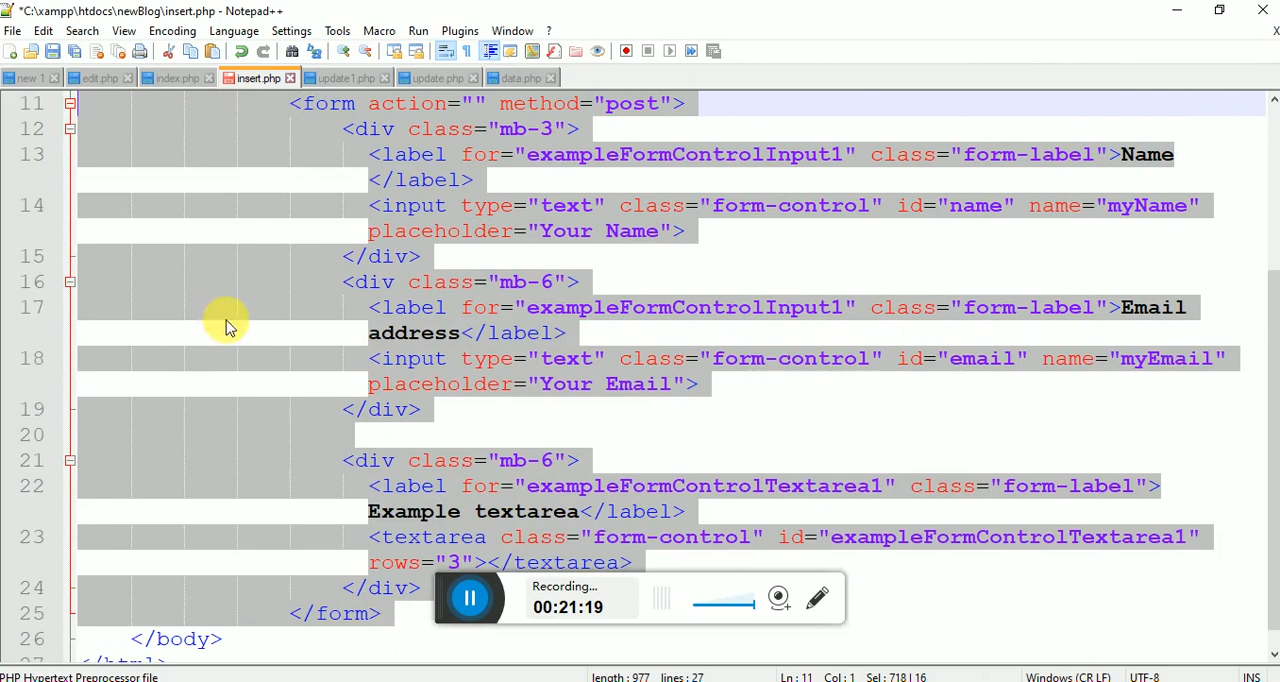 *C:\xampp\htdocs\newBlog\insert.php - Notepad++
File Edit Search View Encoding Language Settings Tools Macro Run Plugins Window ? X
new 1 edit.php index.php insert.php update1.php update.php data.php
11 <form action="" method="post">
12 <div class="mb-3">
13 <label for="exampleFormControlInput1" class="form-label">Name
</label>
14 <input type="text" class="form-control" id="name" name="myName"
placeholder="Your Name">
15 </div>
16 <div class="mb-6">
17 <label for="exampleFormControlInput1" class="form-label">Email
address</label>
18 <input type="text" class="form-control" id="email" name="myEmail"
placeholder="Your Email">
19 </div>
20
21 <div class="mb-6">
22 <label for="exampleFormControlTextarea1" class="form-label">
Example textarea</label>
23 <textarea class="form-control" id="exampleFormControlTextarea1"
rows="3"></textarea>
24 </div>
25 </form>
26 </body>
27 </html>
Recording...
00:21:19
PHP Hypertext Preprocessor file length : 977 lines : 27 Ln : 11 Col : 1 Sel : 718 | 16 Windows (CR LF) UTF-8 INS